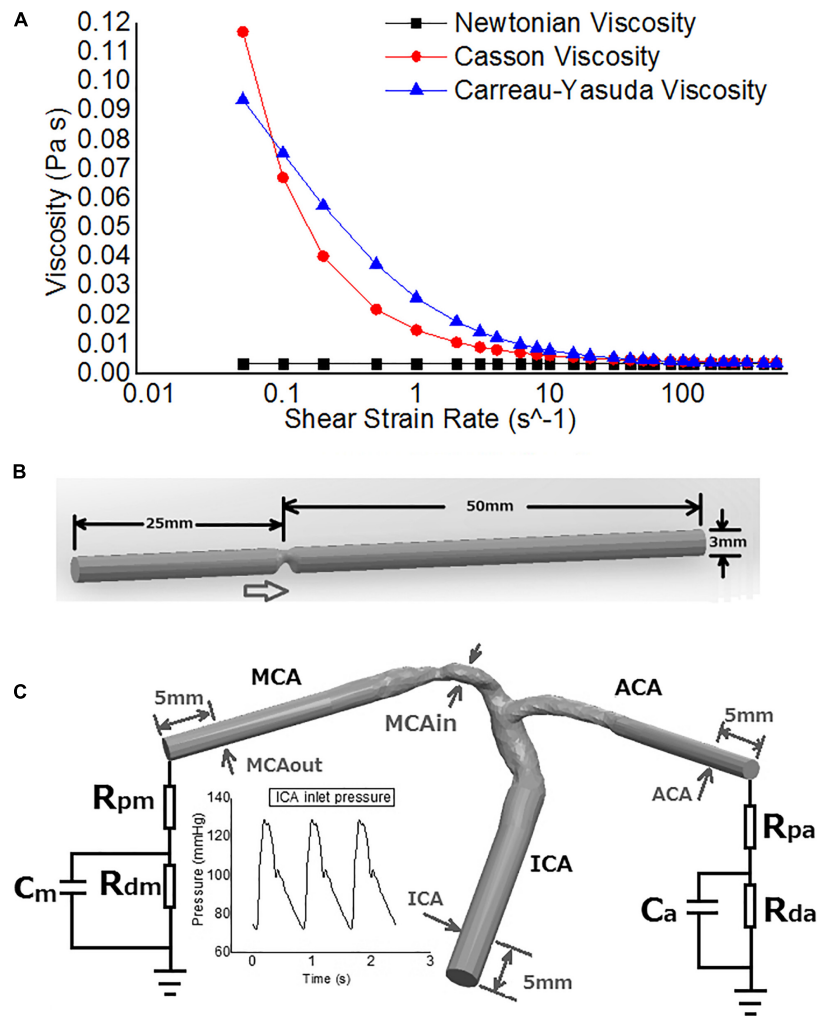 A
0.12
0.11
0.10
0.09
0.08
0.07
0.06
0.05
0.04
0.03
0.02
0.01
0.00
Viscosity (Pa s)
Newtonian Viscosity
Casson Viscosity
Carreau-Yasuda Viscosity
0.01 0.1 1 10 100
Shear Strain Rate (s^-1)
B
25mm
50mm
3mm
C
MCA
5mm
MCAin
MCAout
ACA
5mm
ACA
Rpm
Cm
Rdm
ICA inlet pressure
140
120
100
80
60
Pressure (mmHg)
0 1 2 3
Time (s)
ICA
ICA
5mm
Rpa
Ca
Rda